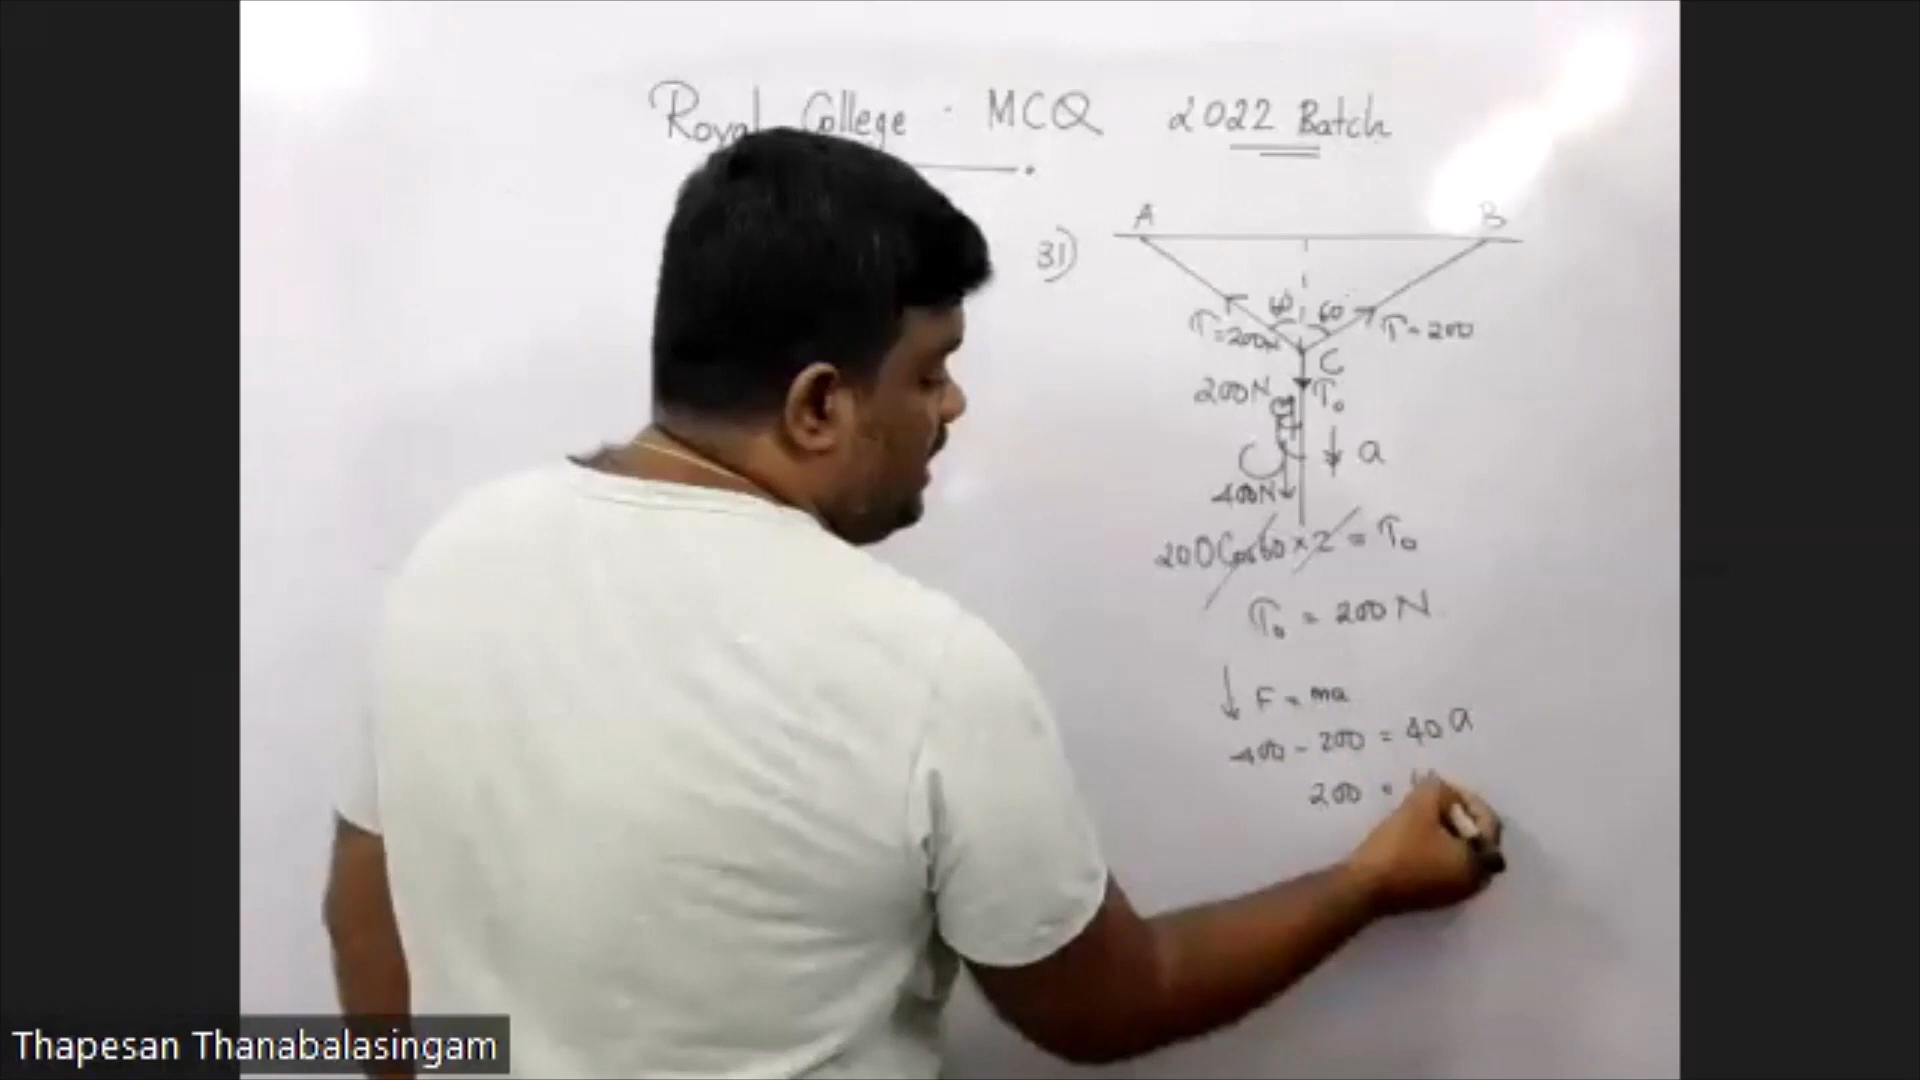 Royal College - MCQ 2022 Batch
31)
A B
60 60
T = 200N T = 200
C
200N T₀
a
400N
200Cos60 × 2 = T₀
T₀ = 200N
↓ F = ma
400 - 200 = 40a
200 =
Thapesan Thanabalasingam